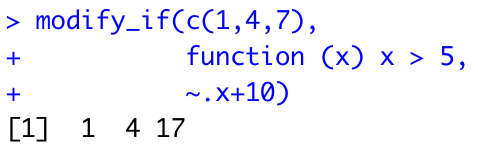 > modify_if(c(1,4,7),
+           function (x) x > 5,
+           ~.x+10)
[1]  1  4 17